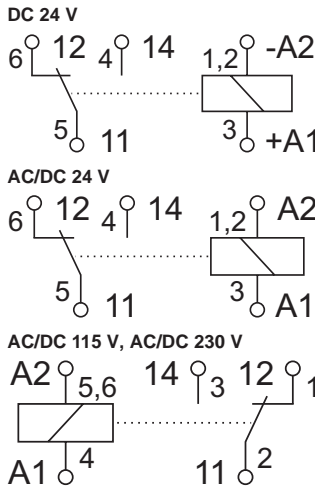 DC 24 V
6 12 4 14 1,2 -A2
5 11 3 +A1
AC/DC 24 V
6 12 4 14 1,2 A2
5 11 3 A1
AC/DC 115 V, AC/DC 230 V
A2 5,6 14 3 12 1
A1 4 11 2